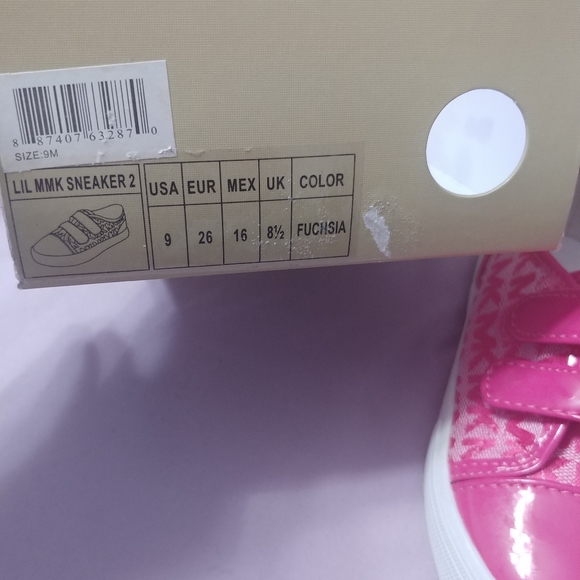 8 87407 63287 0
SIZE:9M
LIL MMK SNEAKER 2 USA EUR MEX UK COLOR
9 26 16 8½ FUCHSIA